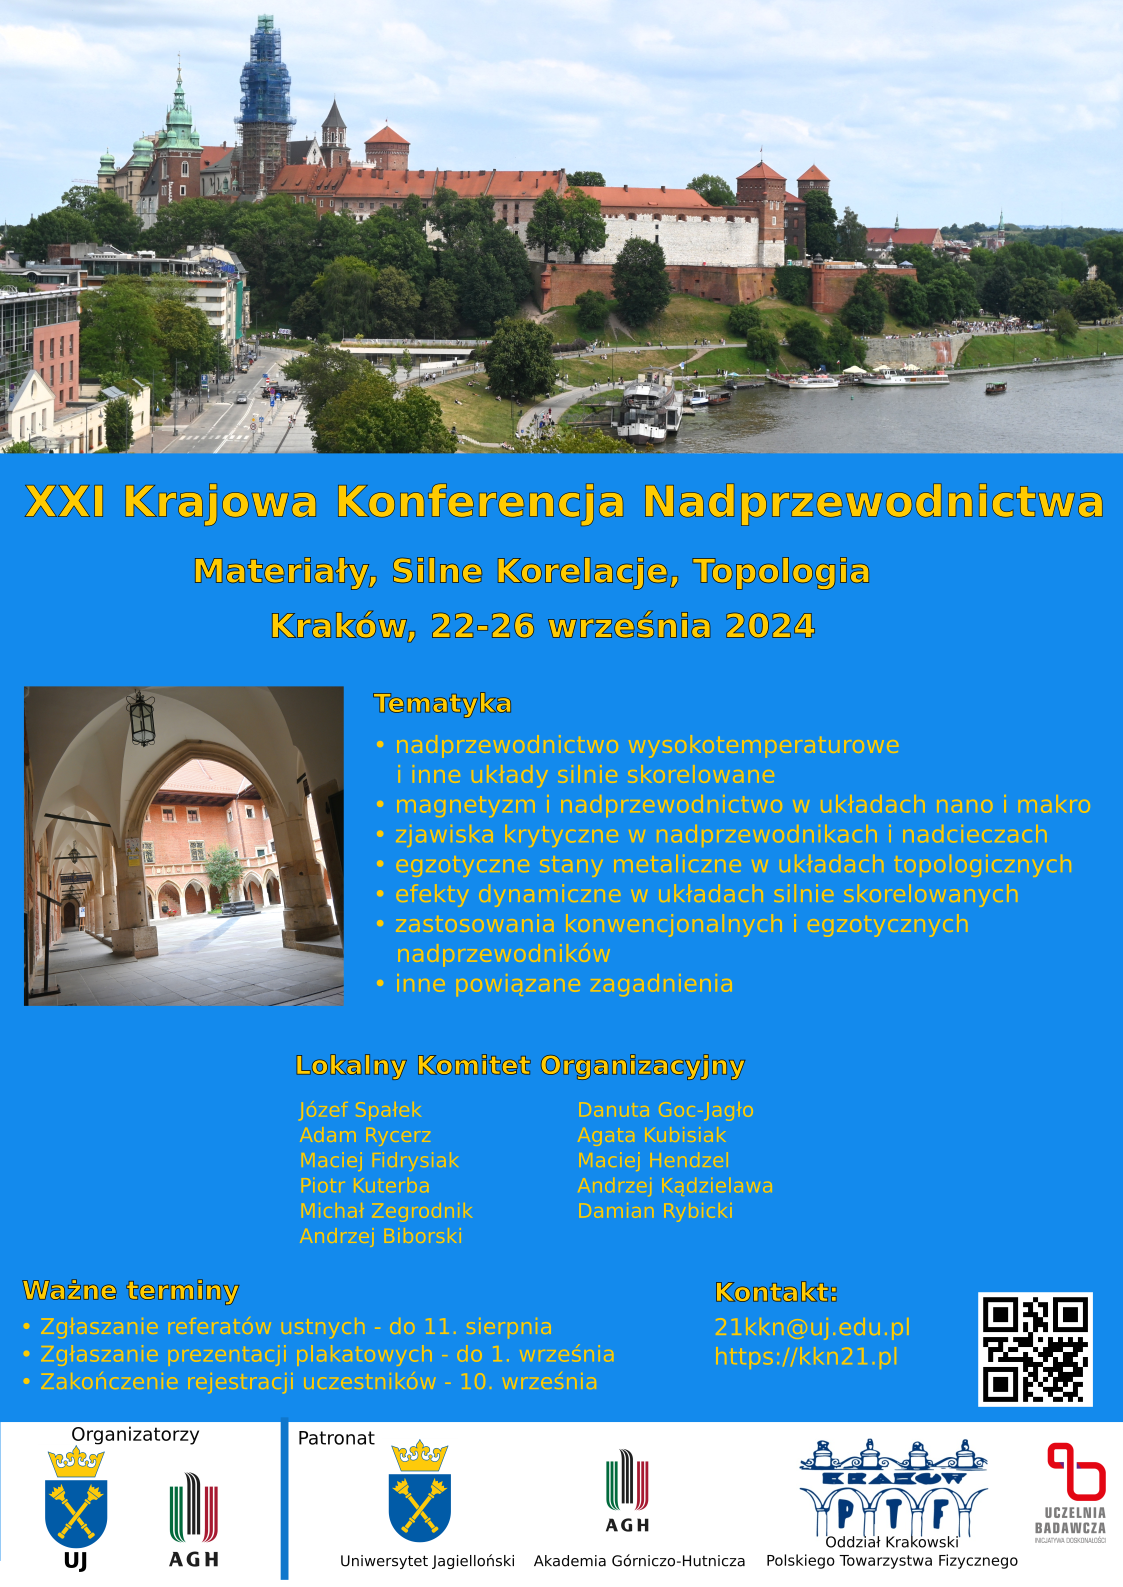 XXI Krajowa Konferencja Nadprzewodnictwa
Materiały, Silne Korelacje, Topologia
Kraków, 22-26 września 2024
Tematyka
• nadprzewodnictwo wysokotemperaturowe
i inne układy silnie skorelowane
• magnetyzm i nadprzewodnictwo w układach nano i makro
• zjawiska krytyczne w nadprzewodnikach i nadcieczach
• egzotyczne stany metaliczne w układach topologicznych
• efekty dynamiczne w układach silnie skorelowanych
• zastosowania konwencjonalnych i egzotycznych
nadprzewodników
• inne powiązane zagadnienia
Lokalny Komitet Organizacyjny
Józef Spałek
Adam Rycerz
Maciej Fidrysiak
Piotr Kuterba
Michał Zegrodnik
Andrzej Biborski
Danuta Goc-Jagło
Agata Kubisiak
Maciej Hendzel
Andrzej Kądzielawa
Damian Rybicki
Ważne terminy
• Zgłaszanie referatów ustnych - do 11. sierpnia
• Zgłaszanie prezentacji plakatowych - do 1. września
• Zakończenie rejestracji uczestników - 10. września
Kontakt:
21kkn@uj.edu.pl
https://kkn21.pl
Organizatorzy
UJ
AGH
Patronat
Uniwersytet Jagielloński
AGH
Akademia Górniczo-Hutnicza
KRAKÓW
PTF
Oddział Krakowski
Polskiego Towarzystwa Fizycznego
UCZELNIA
BADAWCZA
INICJATYWA DOSKONAŁOŚCI